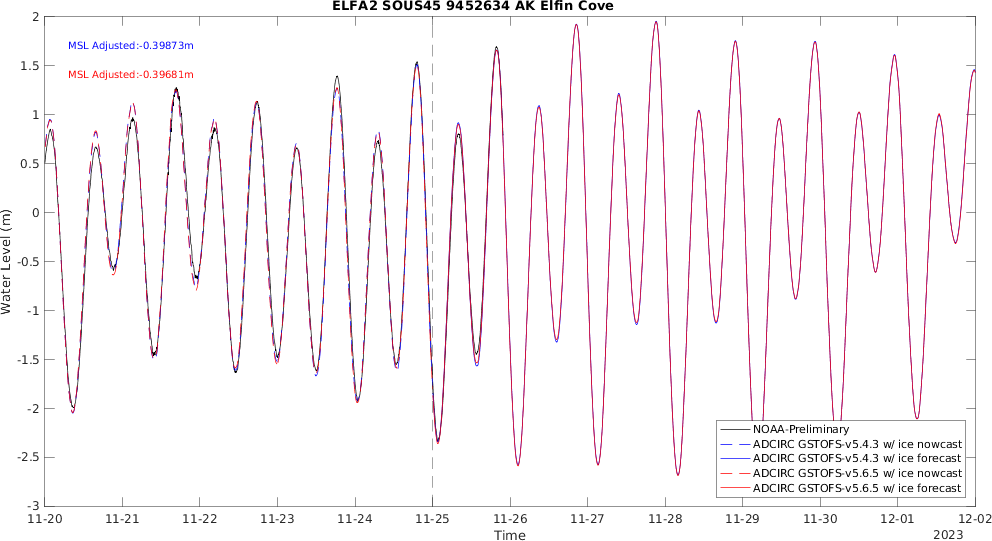 ELFA2 SOUS45 9452634 AK Elfin Cove
MSL Adjusted:-0.39873m
MSL Adjusted:-0.39681m
Water Level (m)
2
1.5
1
0.5
0
-0.5
-1
-1.5
-2
-2.5
-3
NOAA-Preliminary
ADCIRC GSTOFS-v5.4.3 w/ ice nowcast
ADCIRC GSTOFS-v5.4.3 w/ ice forecast
ADCIRC GSTOFS-v5.6.5 w/ ice nowcast
ADCIRC GSTOFS-v5.6.5 w/ ice forecast
11-20 11-21 11-22 11-23 11-24 11-25 11-26 11-27 11-28 11-29 11-30 12-01 12-02
Time
2023